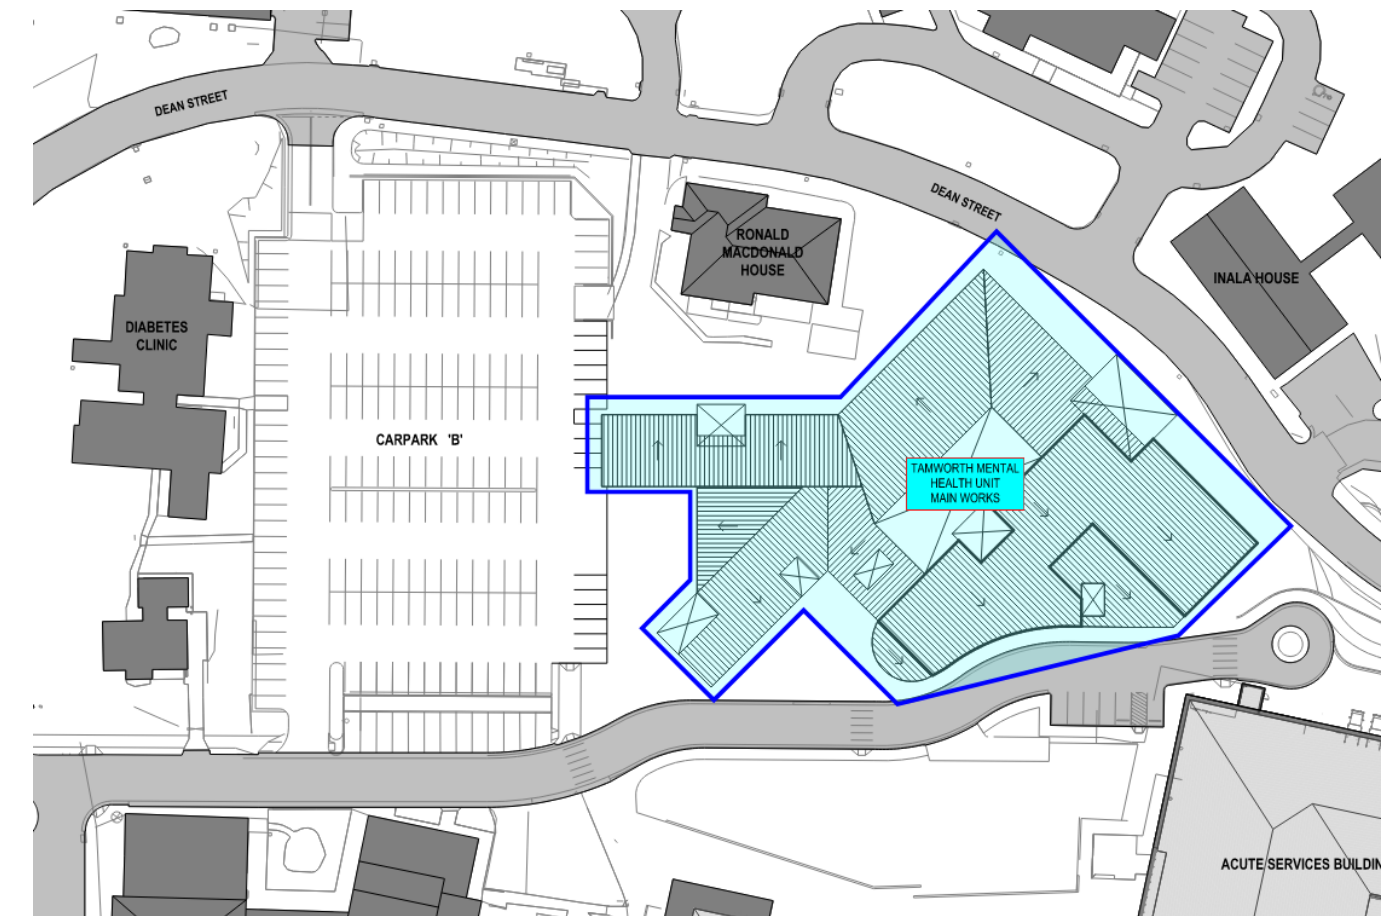 DEAN STREET
DEAN STREET
RONALD
MACDONALD
HOUSE
INALA HOUSE
DIABETES
CLINIC
CARPARK 'B'
TAMWORTH MENTAL
HEALTH UNIT
MAIN WORKS
ACUTE SERVICES BUILDIN